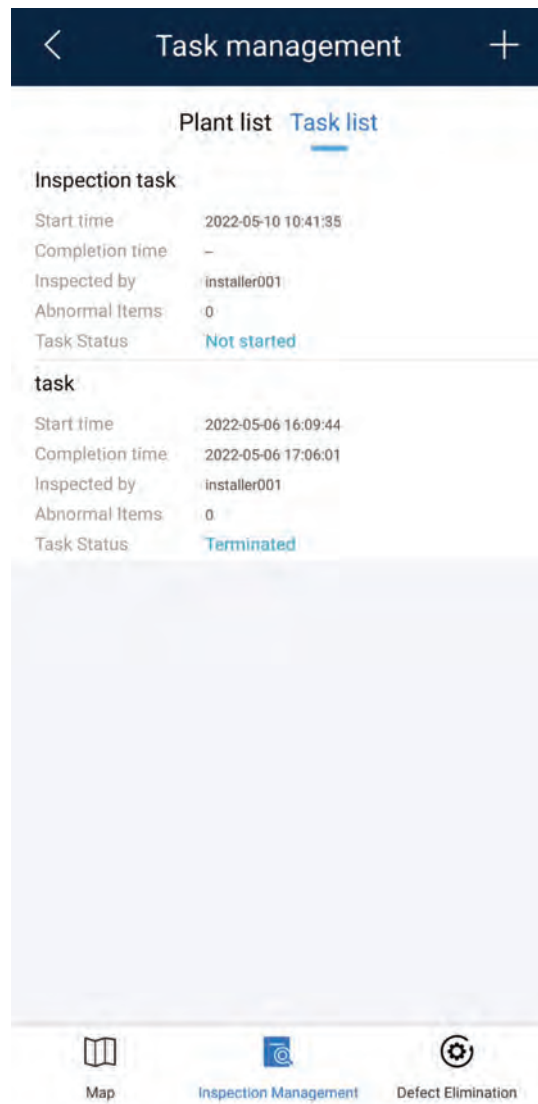 Task management
Plant list Task list
Inspection task
Start time 2022-05-10 10:41:35
Completion time –
Inspected by installer001
Abnormal Items 0
Task Status Not started
task
Start time 2022-05-06 16:09:44
Completion time 2022-05-06 17:06:01
Inspected by installer001
Abnormal Items 0
Task Status Terminated
Map Inspection Management Defect Elimination